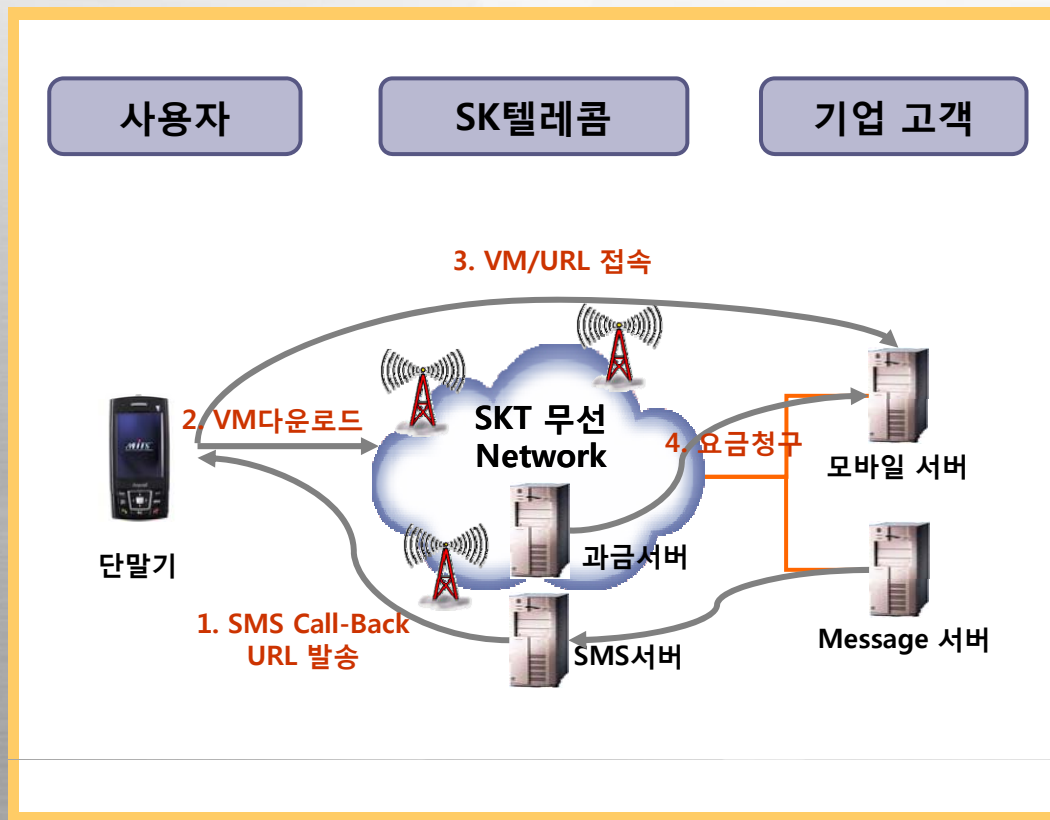 사용자
SK텔레콤
기업 고객
3. VM/URL 접속
2. VM다운로드
SKT 무선
Network
4. 요금청구
모바일 서버
단말기
과금서버
1. SMS Call-Back
URL 발송
SMS서버
Message 서버